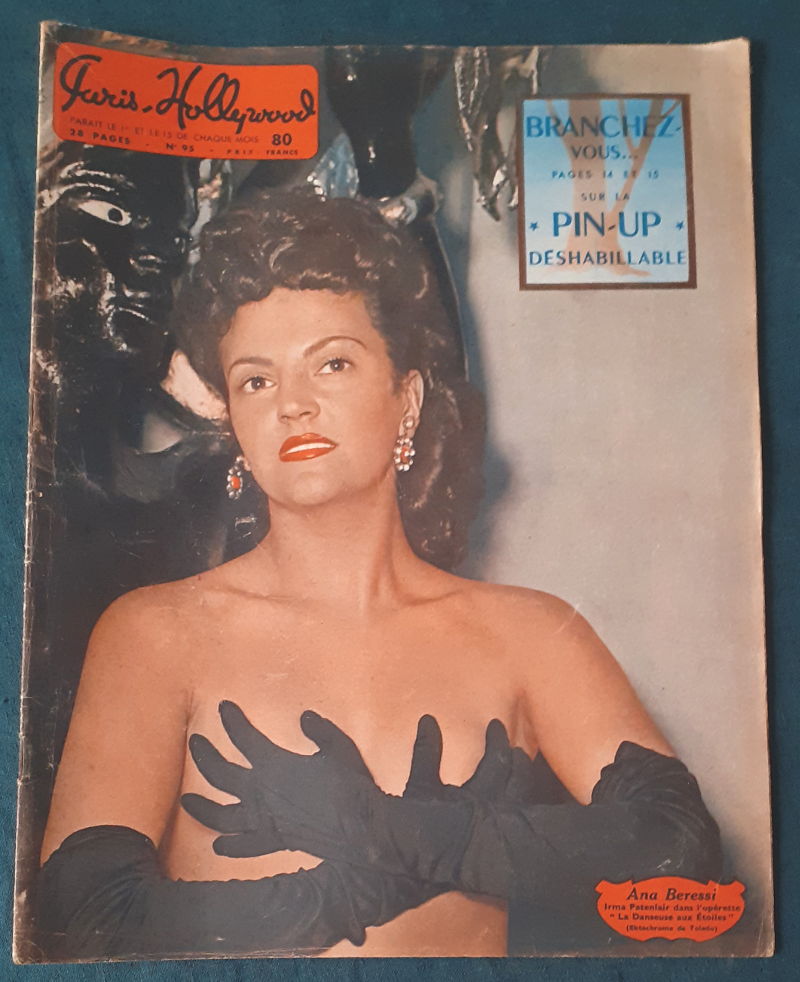 Paris-Hollywood
PARAIT LE 1er ET LE 15 DE CHAQUE MOIS 80
28 PAGES - N° 95 - PRIX - FRANCE
BRANCHEZ-
VOUS...
PAGES 14 ET 15
SUR LA
* PIN-UP *
DÉSHABILLABLE
Ana Beressi
Irma Patenlair dans l'opérette
" La Danseuse aux Étoiles "
(Ektachrome de Toledo)